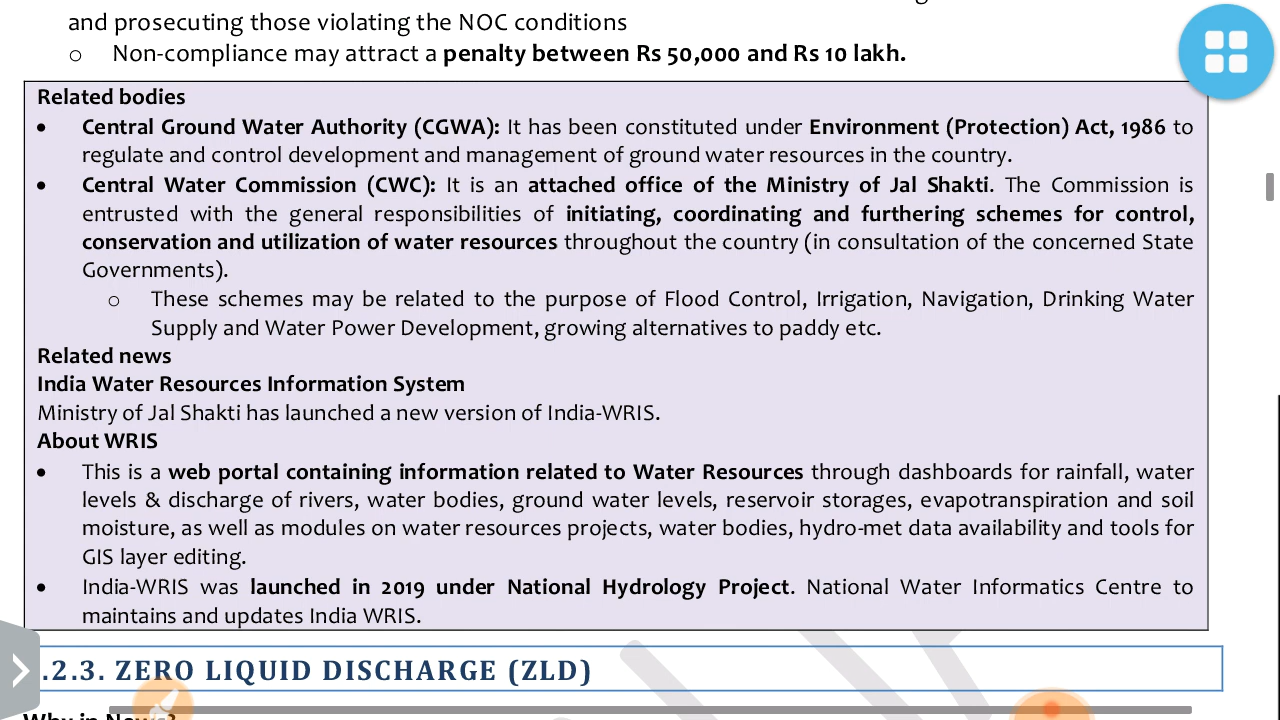 and prosecuting those violating the NOC conditions
o Non-compliance may attract a penalty between Rs 50,000 and Rs 10 lakh.
Related bodies
• Central Ground Water Authority (CGWA): It has been constituted under Environment (Protection) Act, 1986 to
regulate and control development and management of ground water resources in the country.
• Central Water Commission (CWC): It is an attached office of the Ministry of Jal Shakti. The Commission is
entrusted with the general responsibilities of initiating, coordinating and furthering schemes for control,
conservation and utilization of water resources throughout the country (in consultation of the concerned State
Governments).
o These schemes may be related to the purpose of Flood Control, Irrigation, Navigation, Drinking Water
Supply and Water Power Development, growing alternatives to paddy etc.
Related news
India Water Resources Information System
Ministry of Jal Shakti has launched a new version of India-WRIS.
About WRIS
• This is a web portal containing information related to Water Resources through dashboards for rainfall, water
levels & discharge of rivers, water bodies, ground water levels, reservoir storages, evapotranspiration and soil
moisture, as well as modules on water resources projects, water bodies, hydro-met data availability and tools for
GIS layer editing.
• India-WRIS was launched in 2019 under National Hydrology Project. National Water Informatics Centre to
maintains and updates India WRIS.
.2.3. ZERO LIQUID DISCHARGE (ZLD)
Why in News?